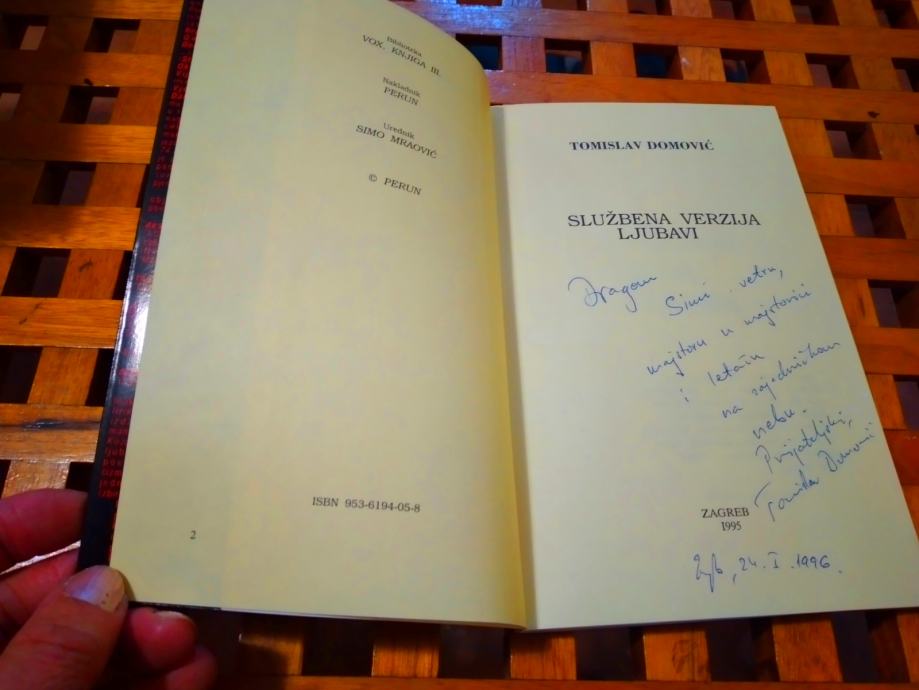 Biblioteka
VOX. KNJIGA III.
Nakladnik
PERUN
Urednik
SIMO MRAOVIĆ
© PERUN
ISBN 953-6194-05-8
2
TOMISLAV DOMOVIĆ
SLUŽBENA VERZIJA
LJUBAVI
Dragom
Simi vetru,
majstoru u majstorici
i letaču
na zajedničkom
nebu.
Prijateljski,
Tomislav Domović
ZAGREB
1995
Zgb, 24. I. 1996.